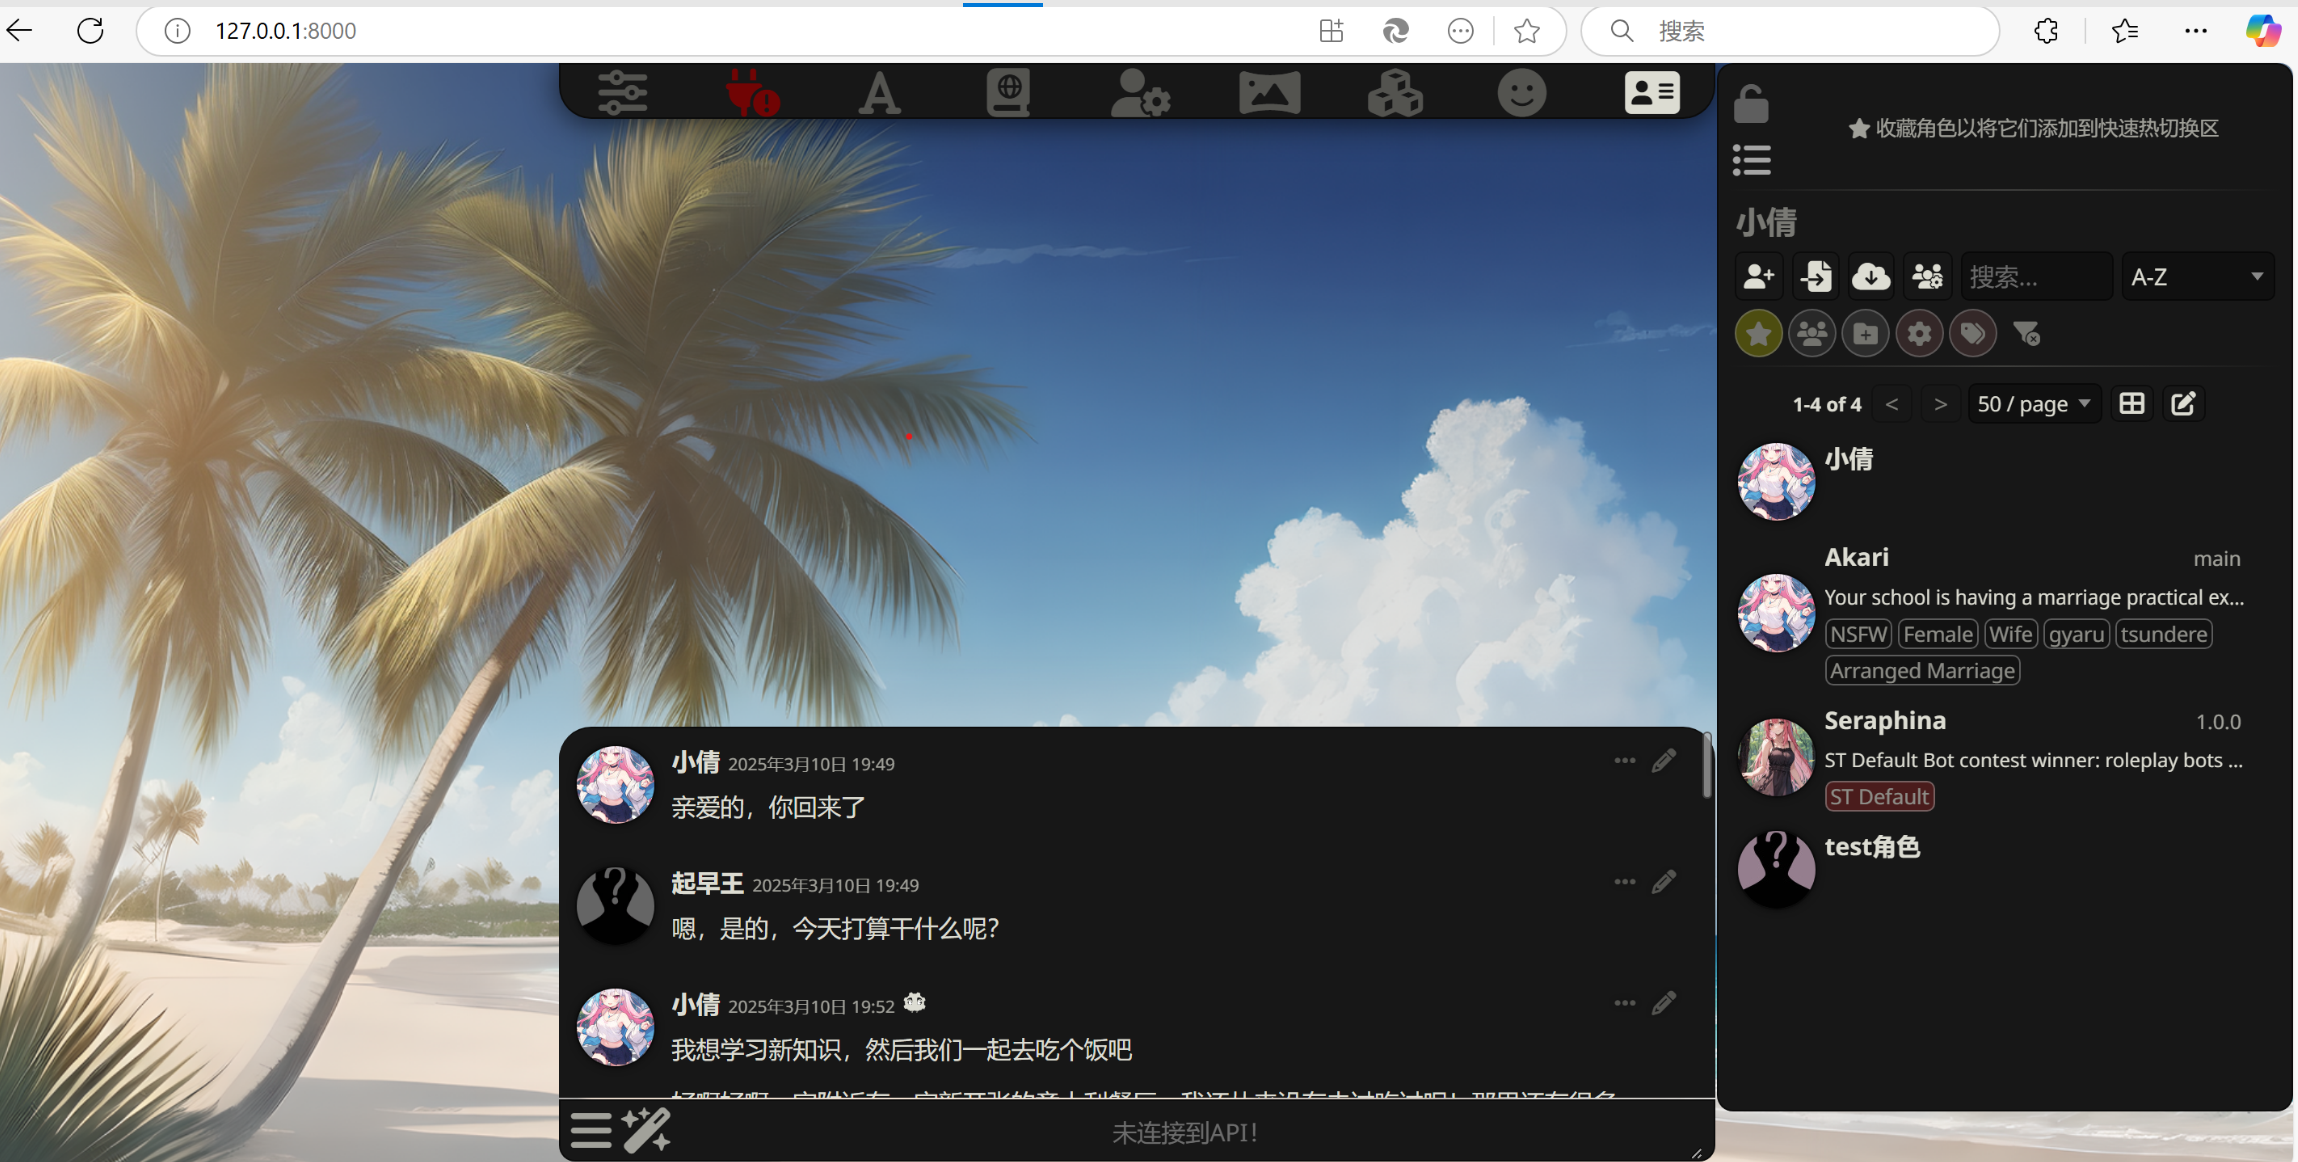 127.0.0.1:8000
搜索
收藏角色以将它们添加到快速热切换区
小倩
搜索...
A-Z
1-4 of 4
<
>
50 / page
小倩
Akari
main
Your school is having a marriage practical ex...
NSFW
Female
Wife
gyaru
tsundere
Arranged Marriage
Seraphina
1.0.0
ST Default Bot contest winner: roleplay bots ...
ST Default
test角色
小倩 2025年3月10日 19:49
亲爱的，你回来了
起早王 2025年3月10日 19:49
嗯，是的，今天打算干什么呢？
小倩 2025年3月10日 19:52
我想学习新知识，然后我们一起去吃个饭吧
未连接到API！